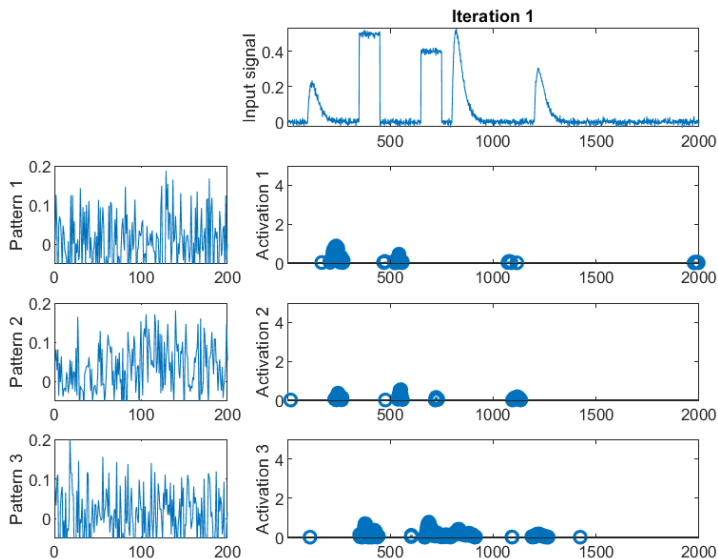 Iteration 1
Input signal
0.4
0.2
0
500 1000 1500 2000
Pattern 1
0.2
0.1
0
0 100 200
Activation 1
4
2
0
500 1000 1500 2000
Pattern 2
0.2
0.1
0
0 100 200
Activation 2
4
2
0
500 1000 1500 2000
Pattern 3
0.2
0.1
0
0 100 200
Activation 3
4
2
0
500 1000 1500 2000